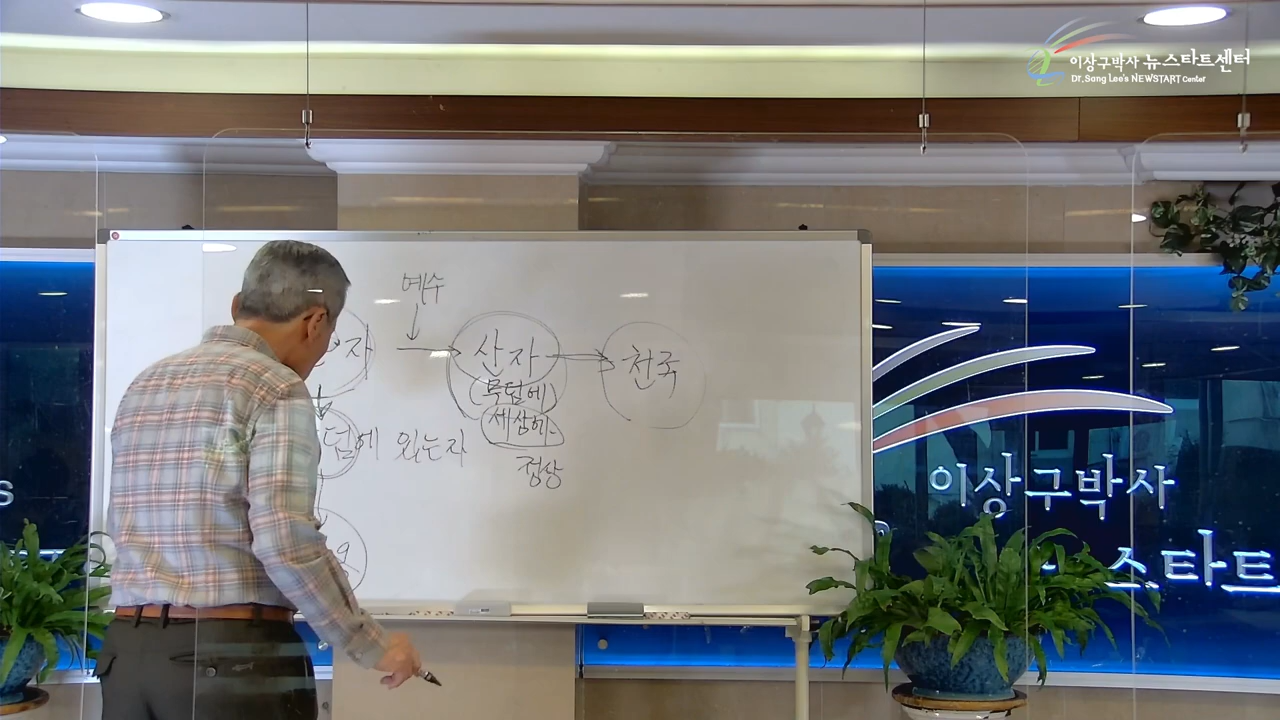 이상구박사 뉴스타트센터
Dr. Sang Lee's NEWSTART Center
예수
자
산자
천국
(무덤에)
세상에
덤에 있는자
정상
이상구박사
스타트
s